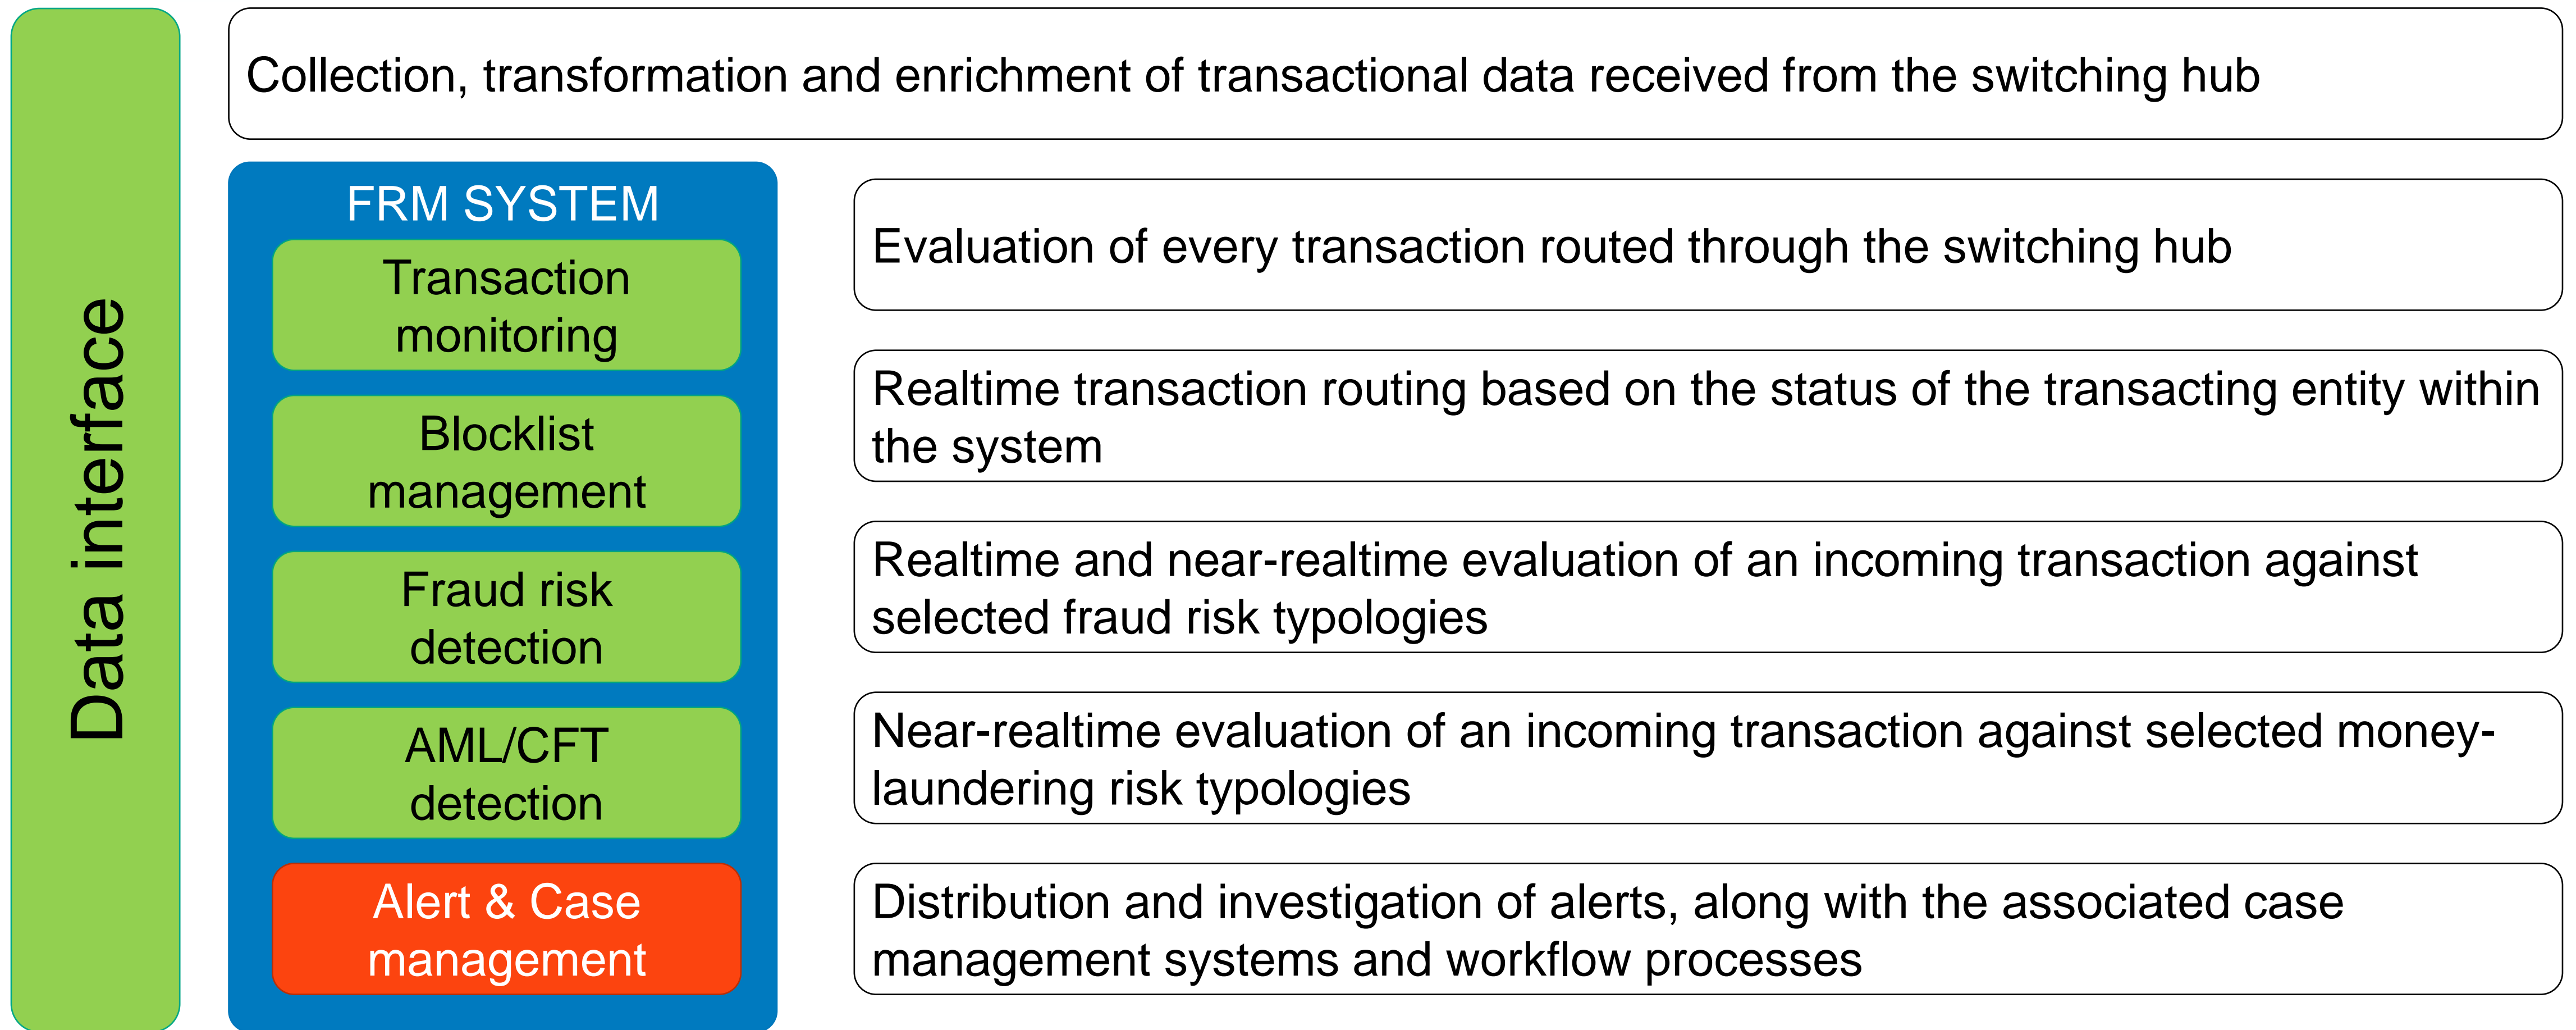 Data interface
Collection, transformation and enrichment of transactional data received from the switching hub
FRM SYSTEM
Transaction
monitoring
Evaluation of every transaction routed through the switching hub
Blocklist
management
Realtime transaction routing based on the status of the transacting entity within
the system
Fraud risk
detection
Realtime and near-realtime evaluation of an incoming transaction against
selected fraud risk typologies
AML/CFT
detection
Near-realtime evaluation of an incoming transaction against selected money-
laundering risk typologies
Alert & Case
management
Distribution and investigation of alerts, along with the associated case
management systems and workflow processes